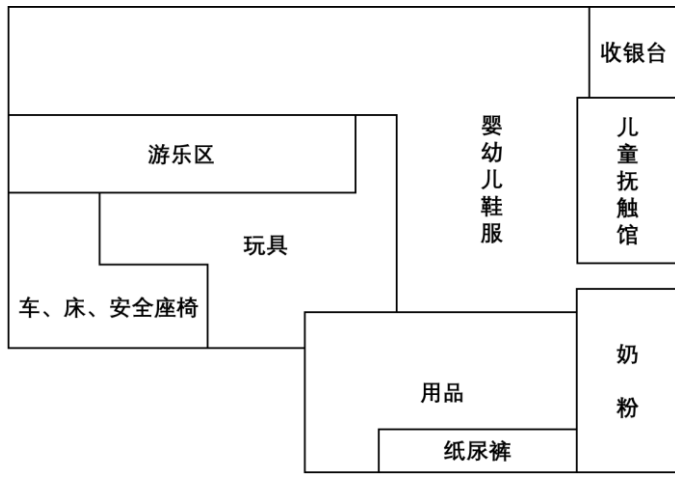 收银台
婴幼儿鞋服
儿童抚触馆
游乐区
玩具
车、床、安全座椅
奶粉
用品
纸尿裤